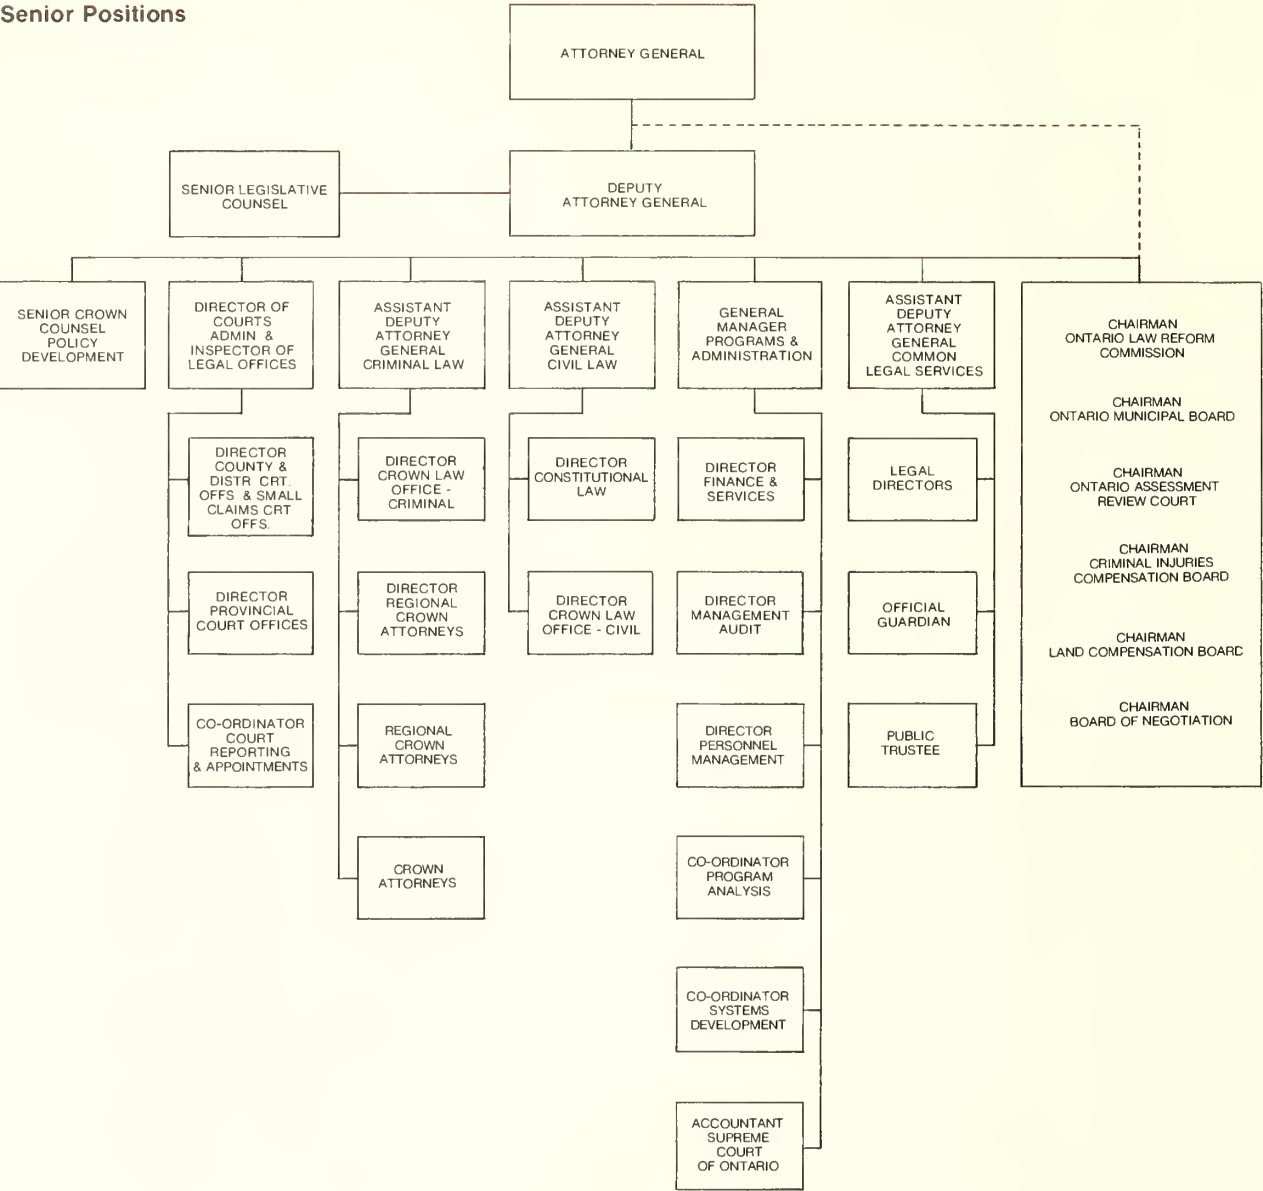 Senior Positions
ATTORNEY GENERAL
SENIOR LEGISLATIVE
COUNSEL
DEPUTY
ATTORNEY GENERAL
SENIOR CROWN
COUNSEL
POLICY
DEVELOPMENT
DIRECTOR OF
COURTS
ADMIN &
INSPECTOR OF
LEGAL OFFICES
ASSISTANT
DEPUTY
ATTORNEY
GENERAL
CRIMINAL LAW
ASSISTANT
DEPUTY
ATTORNEY
GENERAL
CIVIL LAW
GENERAL
MANAGER
PROGRAMS &
ADMINISTRATION
ASSISTANT
DEPUTY
ATTORNEY
GENERAL
COMMON
LEGAL SERVICES
CHAIRMAN
ONTARIO LAW REFORM
COMMISSION
CHAIRMAN
ONTARIO MUNICIPAL BOARD
CHAIRMAN
ONTARIO ASSESSMENT
REVIEW COURT
CHAIRMAN
CRIMINAL INJURIES
COMPENSATION BOARD
CHAIRMAN
LAND COMPENSATION BOARD
CHAIRMAN
BOARD OF NEGOTIATION
DIRECTOR
COUNTY &
DISTR CRT.
OFFS & SMALL
CLAIMS CRT
OFFS.
DIRECTOR
PROVINCIAL
COURT OFFICES
CO-ORDINATOR
COURT
REPORTING
& APPOINTMENTS
DIRECTOR
CROWN LAW
OFFICE -
CRIMINAL
DIRECTOR
REGIONAL
CROWN
ATTORNEYS
REGIONAL
CROWN
ATTORNEYS
CROWN
ATTORNEYS
DIRECTOR
CONSTITUTIONAL
LAW
DIRECTOR
CROWN LAW
OFFICE - CIVIL
DIRECTOR
FINANCE &
SERVICES
DIRECTOR
MANAGEMENT
AUDIT
DIRECTOR
PERSONNEL
MANAGEMENT
CO-ORDINATOR
PROGRAM
ANALYSIS
CO-ORDINATOR
SYSTEMS
DEVELOPMENT
ACCOUNTANT
SUPREME
COURT
OF ONTARIO
LEGAL
DIRECTORS
OFFICIAL
GUARDIAN
PUBLIC
TRUSTEE